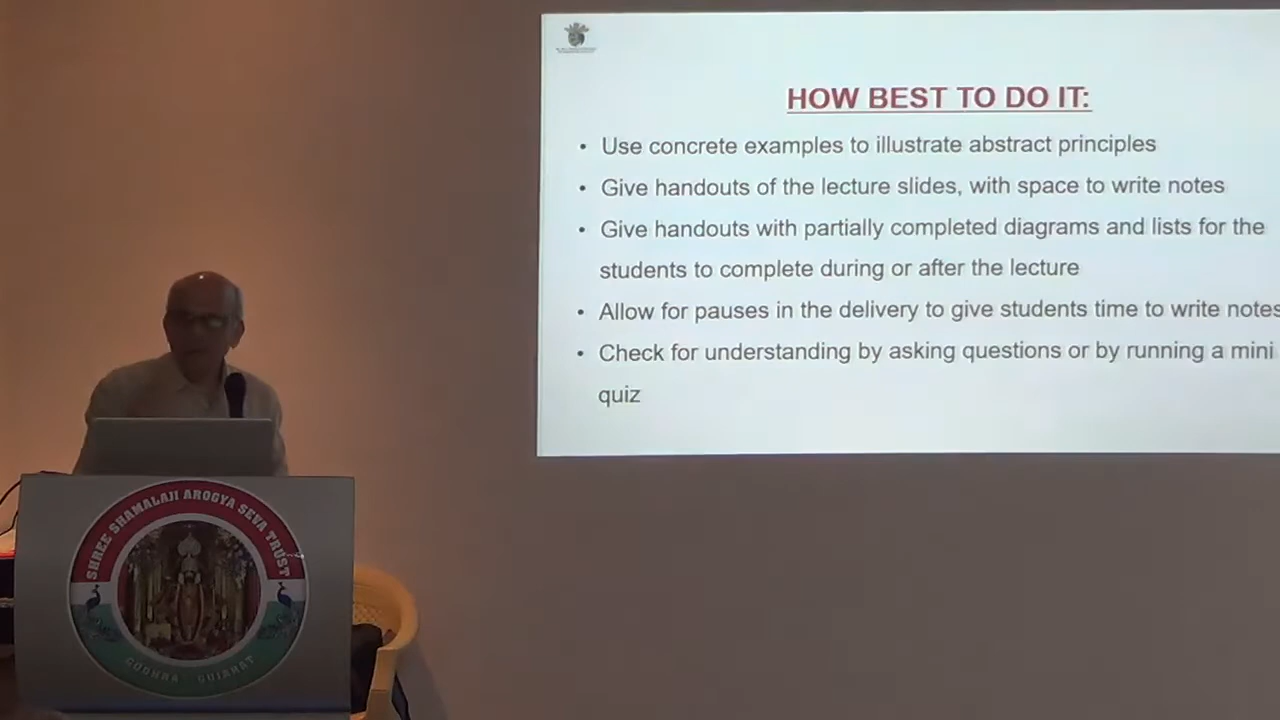 HOW BEST TO DO IT:
• Use concrete examples to illustrate abstract principles
• Give handouts of the lecture slides, with space to write notes
• Give handouts with partially completed diagrams and lists for the
students to complete during or after the lecture
• Allow for pauses in the delivery to give students time to write notes
• Check for understanding by asking questions or by running a mini
quiz
SHREE SHAMALAJI AROGYA SEVA TRUST
GODHRA - GUJARAT